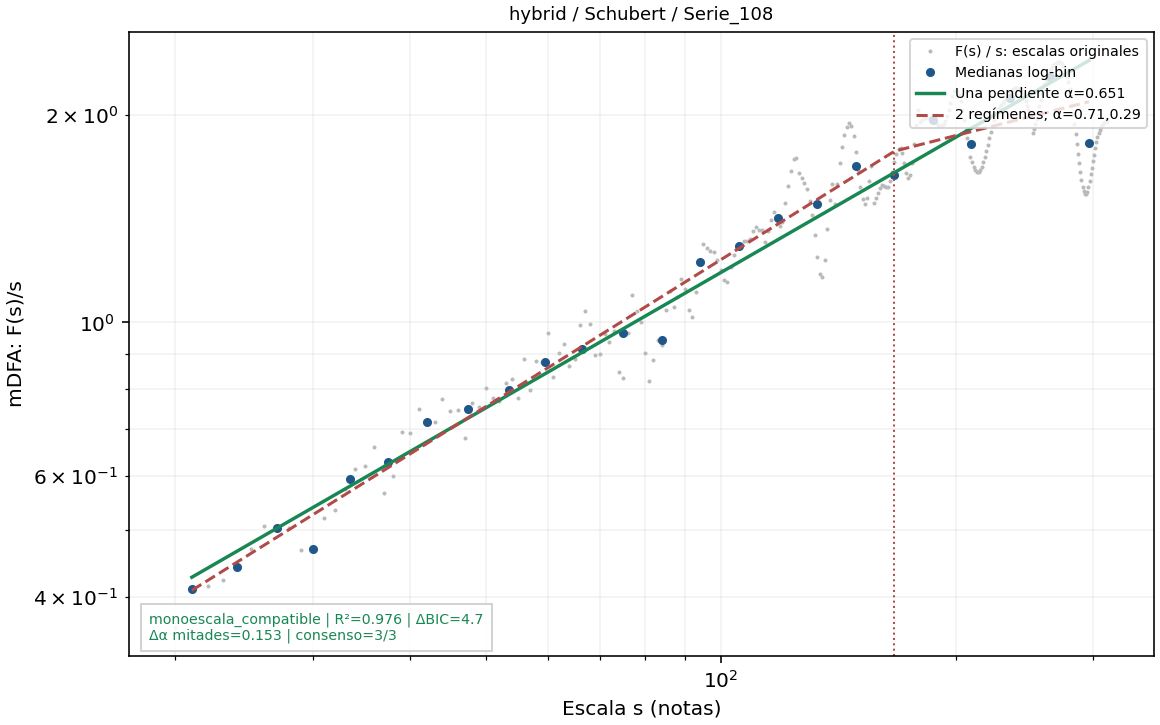 hybrid / Schubert / Serie_108
F(s) / s: escalas originales
Medianas log-bin
Una pendiente α=0.651
2 regímenes; α=0.71,0.29
2 × 10⁰
10⁰
6 × 10⁻¹
4 × 10⁻¹
mDFA: F(s)/s
monoescala_compatible | R²=0.976 | ΔBIC=4.7
Δα mitades=0.153 | consenso=3/3
10²
Escala s (notas)